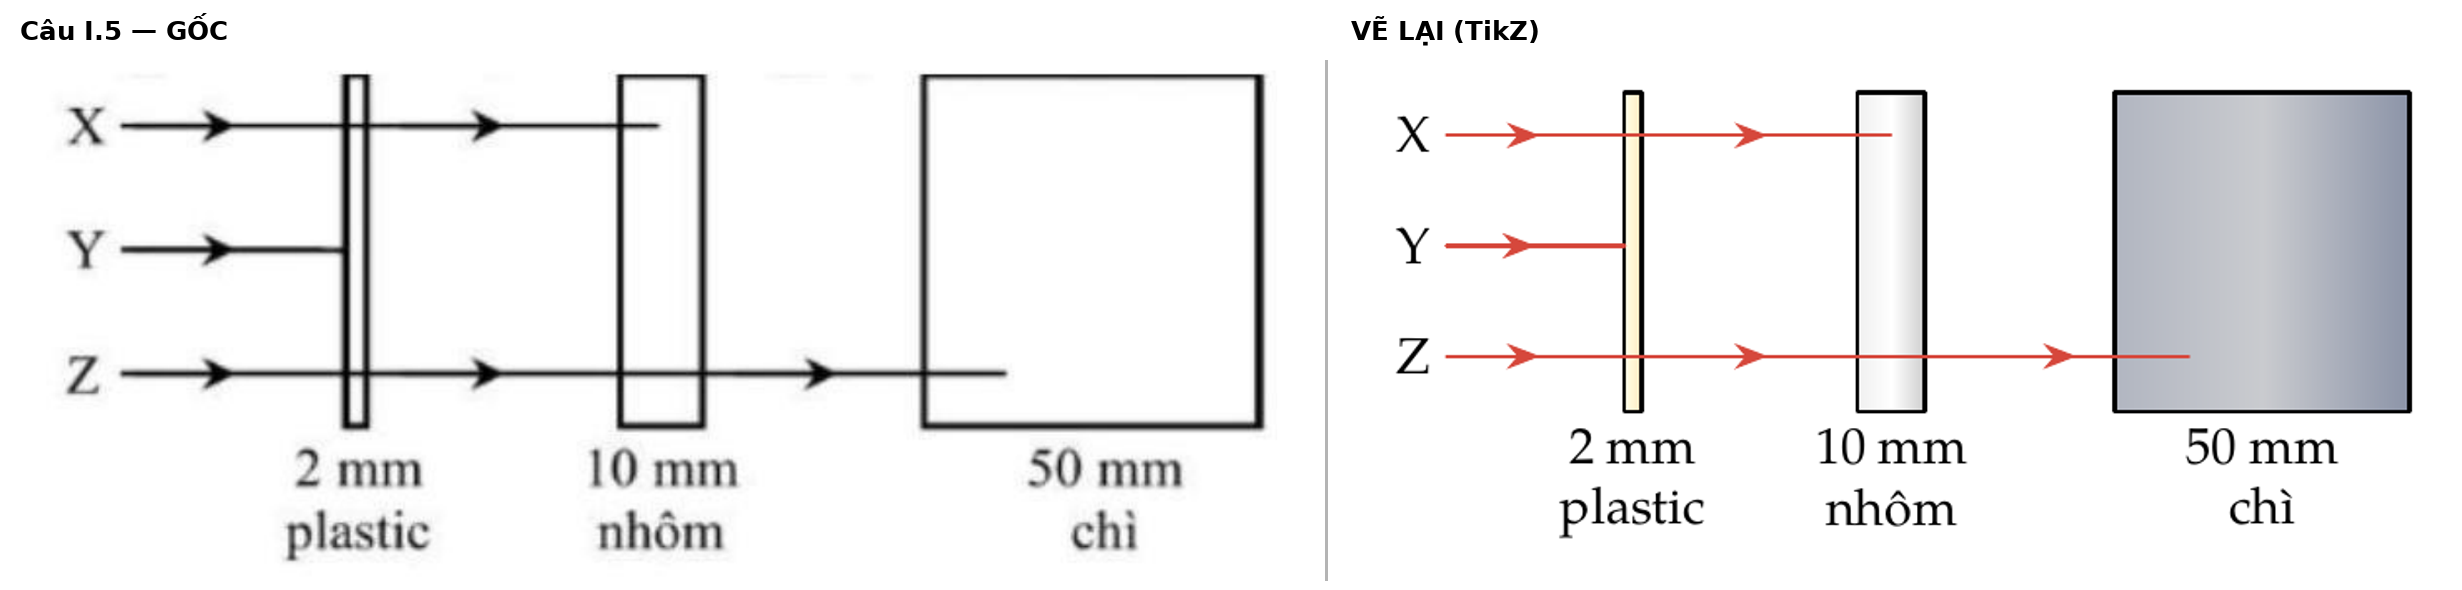 Câu I.5 — GỐC
X
Y
Z
2 mm
plastic
10 mm
nhôm
50 mm
chì
VẼ LẠI (TikZ)
X
Y
Z
2 mm
plastic
10 mm
nhôm
50 mm
chì